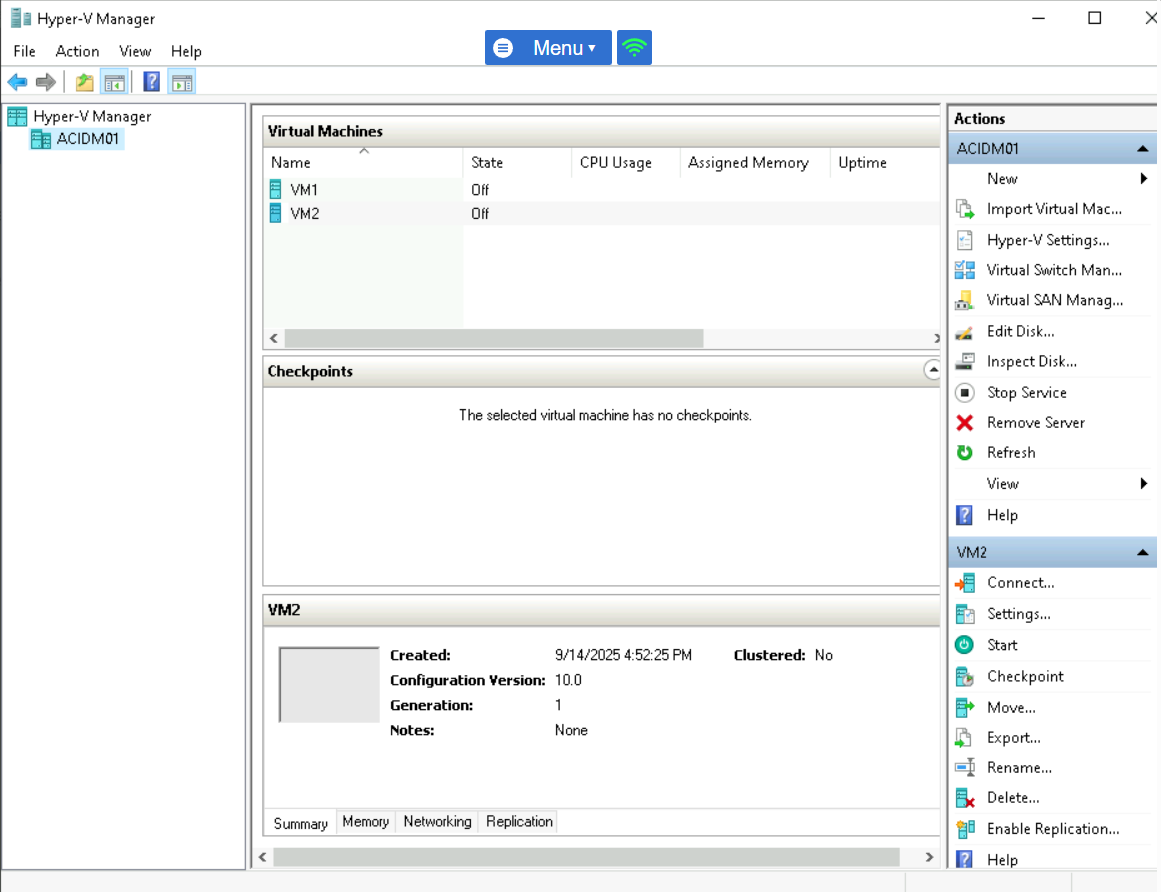 Hyper-V Manager
File Action View Help
Menu
Hyper-V Manager
ACIDM01
Virtual Machines
Name State CPU Usage Assigned Memory Uptime
VM1 Off
VM2 Off
Checkpoints
The selected virtual machine has no checkpoints.
VM2
Created: 9/14/2025 4:52:25 PM Clustered: No
Configuration Version: 10.0
Generation: 1
Notes: None
Summary Memory Networking Replication
Actions
ACIDM01
New
Import Virtual Mac...
Hyper-V Settings...
Virtual Switch Man...
Virtual SAN Manag...
Edit Disk...
Inspect Disk...
Stop Service
Remove Server
Refresh
View
Help
VM2
Connect...
Settings...
Start
Checkpoint
Move...
Export...
Rename...
Delete...
Enable Replication...
Help